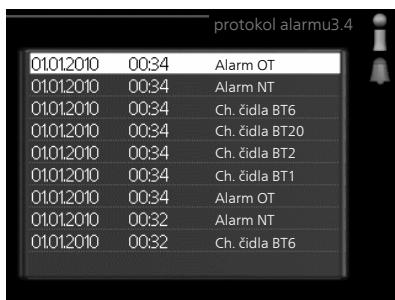 protokol alarmu3.4
01.01.2010 00:34 Alarm OT
01.01.2010 00:34 Alarm NT
01.01.2010 00:34 Ch. čidla BT6
01.01.2010 00:34 Ch. čidla BT20
01.01.2010 00:34 Ch. čidla BT2
01.01.2010 00:34 Ch. čidla BT1
01.01.2010 00:34 Alarm OT
01.01.2010 00:32 Alarm NT
01.01.2010 00:32 Ch. čidla BT6